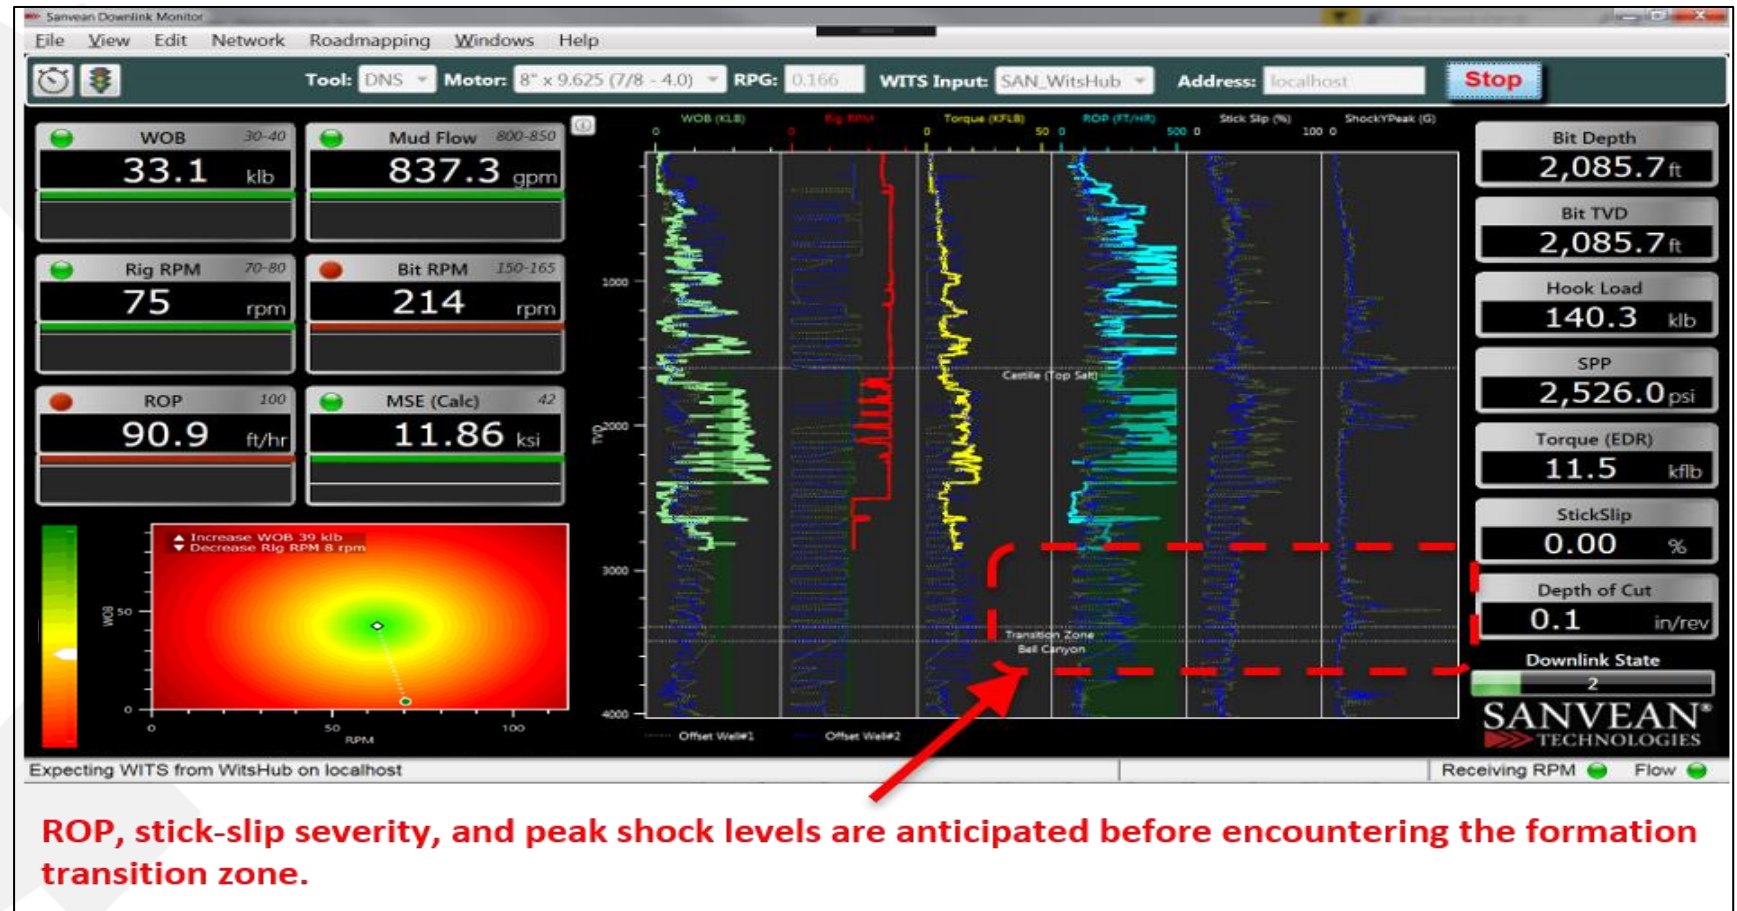 Sanvean Downlink Monitor
File View Edit Network Roadmapping Windows Help
Tool: DNS Motor: 8" x 9.625 (7/8 - 4.0) RPG: 0.166 WITS Input: SAN_WitsHub Address: localhost Stop
WOB 30-40
33.1 klb
Mud Flow 800-850
837.3 gpm
Rig RPM 70-80
75 rpm
Bit RPM 150-165
214 rpm
ROP 100
90.9 ft/hr
MSE (Calc) 42
11.86 ksi
Increase WOB 39 klb
Decrease Rig RPM 8 rpm
WOB
50
0
0 50 100
RPM
WOB (KLB) Rig RPM Torque (KFLB) ROP (FT/HR) Stick Slip (%) ShockYPeak (G)
0 0 0 50 0 500 0 100 0
1000
Castille (Top Salt)
TVD
2000
3000
Transition Zone
Bell Canyon
4000
Offset Well#1 Offset Well#2
Bit Depth
2,085.7 ft
Bit TVD
2,085.7 ft
Hook Load
140.3 klb
SPP
2,526.0 psi
Torque (EDR)
11.5 kflb
StickSlip
0.00 %
Depth of Cut
0.1 in/rev
Downlink State
2
SANVEAN®
TECHNOLOGIES
Expecting WITS from WitsHub on localhost
Receiving RPM Flow
ROP, stick-slip severity, and peak shock levels are anticipated before encountering the formation
transition zone.